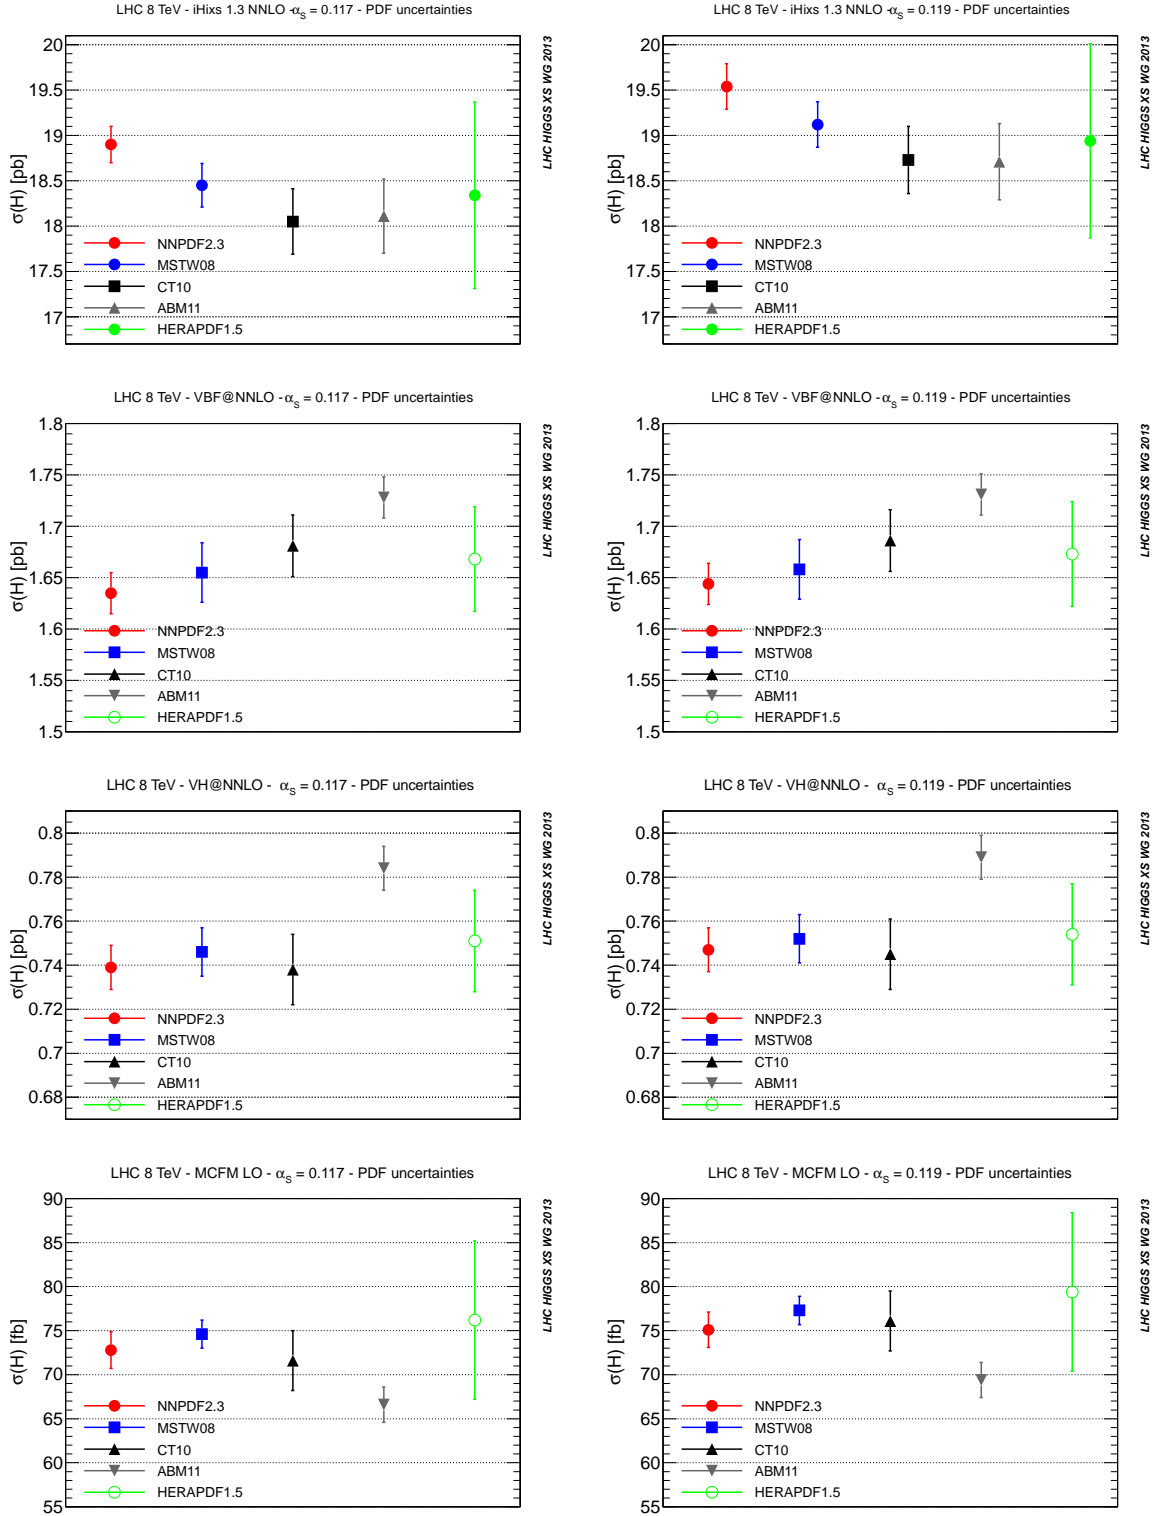 LHC 8 TeV - iHixs 1.3 NNLO -αS = 0.117 - PDF uncertainties
σ(H) [pb]
20
19.5
19
18.5
18
17.5
17
NNPDF2.3
MSTW08
CT10
ABM11
HERAPDF1.5
LHC HIGGS XS WG 2013
LHC 8 TeV - iHixs 1.3 NNLO -αS = 0.119 - PDF uncertainties
σ(H) [pb]
20
19.5
19
18.5
18
17.5
17
NNPDF2.3
MSTW08
CT10
ABM11
HERAPDF1.5
LHC HIGGS XS WG 2013
LHC 8 TeV - VBF@NNLO -αS = 0.117 - PDF uncertainties
σ(H) [pb]
1.8
1.75
1.7
1.65
1.6
1.55
1.5
NNPDF2.3
MSTW08
CT10
ABM11
HERAPDF1.5
LHC HIGGS XS WG 2013
LHC 8 TeV - VBF@NNLO -αS = 0.119 - PDF uncertainties
σ(H) [pb]
1.8
1.75
1.7
1.65
1.6
1.55
1.5
NNPDF2.3
MSTW08
CT10
ABM11
HERAPDF1.5
LHC HIGGS XS WG 2013
LHC 8 TeV - VH@NNLO - αS = 0.117 - PDF uncertainties
σ(H) [pb]
0.8
0.78
0.76
0.74
0.72
0.7
0.68
NNPDF2.3
MSTW08
CT10
ABM11
HERAPDF1.5
LHC HIGGS XS WG 2013
LHC 8 TeV - VH@NNLO - αS = 0.119 - PDF uncertainties
σ(H) [pb]
0.8
0.78
0.76
0.74
0.72
0.7
0.68
NNPDF2.3
MSTW08
CT10
ABM11
HERAPDF1.5
LHC HIGGS XS WG 2013
LHC 8 TeV - MCFM LO - αS = 0.117 - PDF uncertainties
σ(H) [fb]
90
85
80
75
70
65
60
55
NNPDF2.3
MSTW08
CT10
ABM11
HERAPDF1.5
LHC HIGGS XS WG 2013
LHC 8 TeV - MCFM LO - αS = 0.119 - PDF uncertainties
σ(H) [fb]
90
85
80
75
70
65
60
55
NNPDF2.3
MSTW08
CT10
ABM11
HERAPDF1.5
LHC HIGGS XS WG 2013